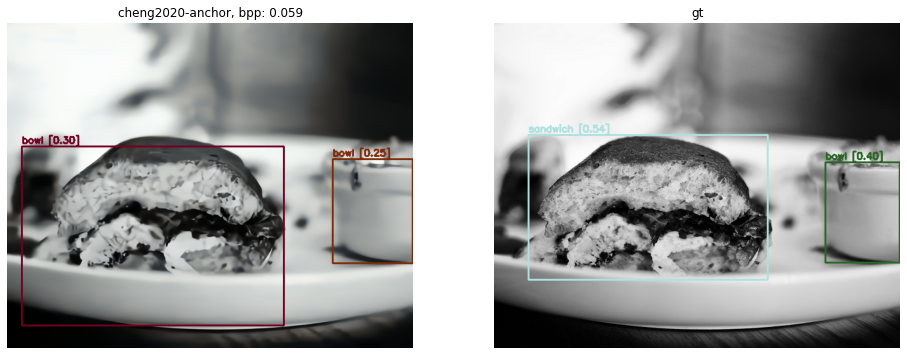 cheng2020-anchor, bpp: 0.059
gt
sandwich [0.54]
bowl [0.30]
bowl [0.25]
bowl [0.40]